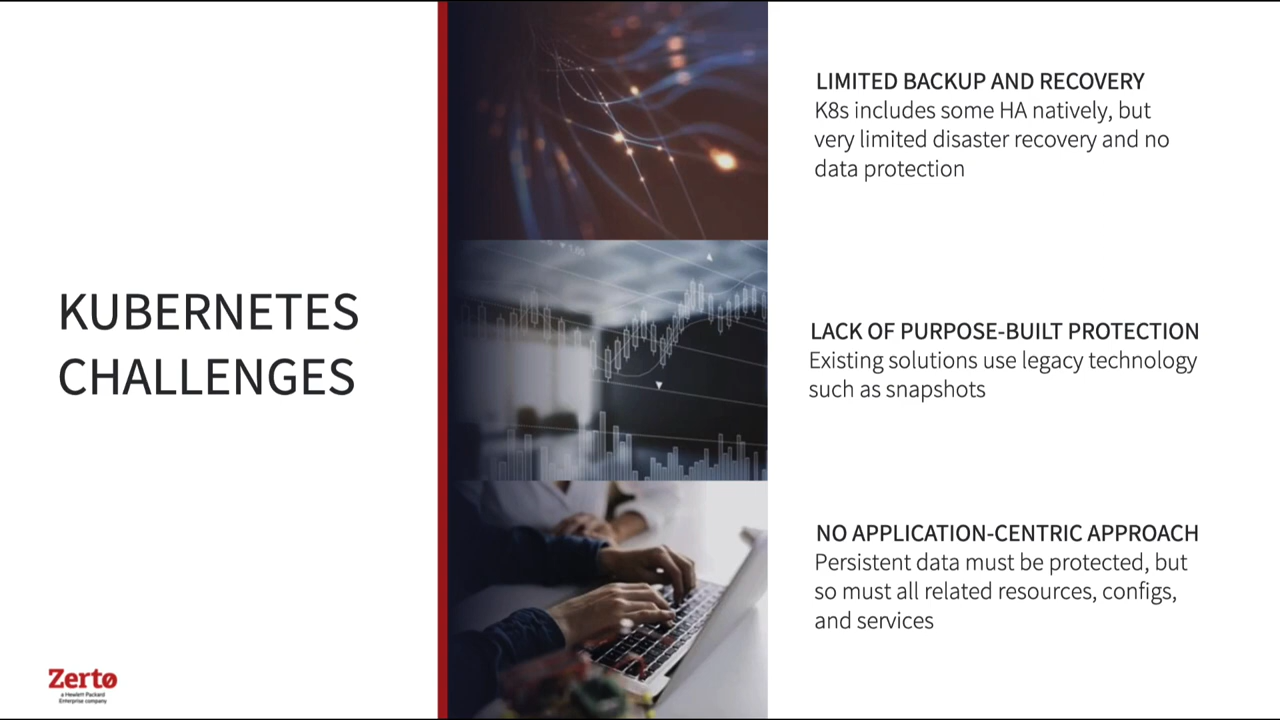 KUBERNETES
CHALLENGES
LIMITED BACKUP AND RECOVERY
K8s includes some HA natively, but
very limited disaster recovery and no
data protection
LACK OF PURPOSE-BUILT PROTECTION
Existing solutions use legacy technology
such as snapshots
NO APPLICATION-CENTRIC APPROACH
Persistent data must be protected, but
so must all related resources, configs,
and services
Zerto
a Hewlett Packard
Enterprise company